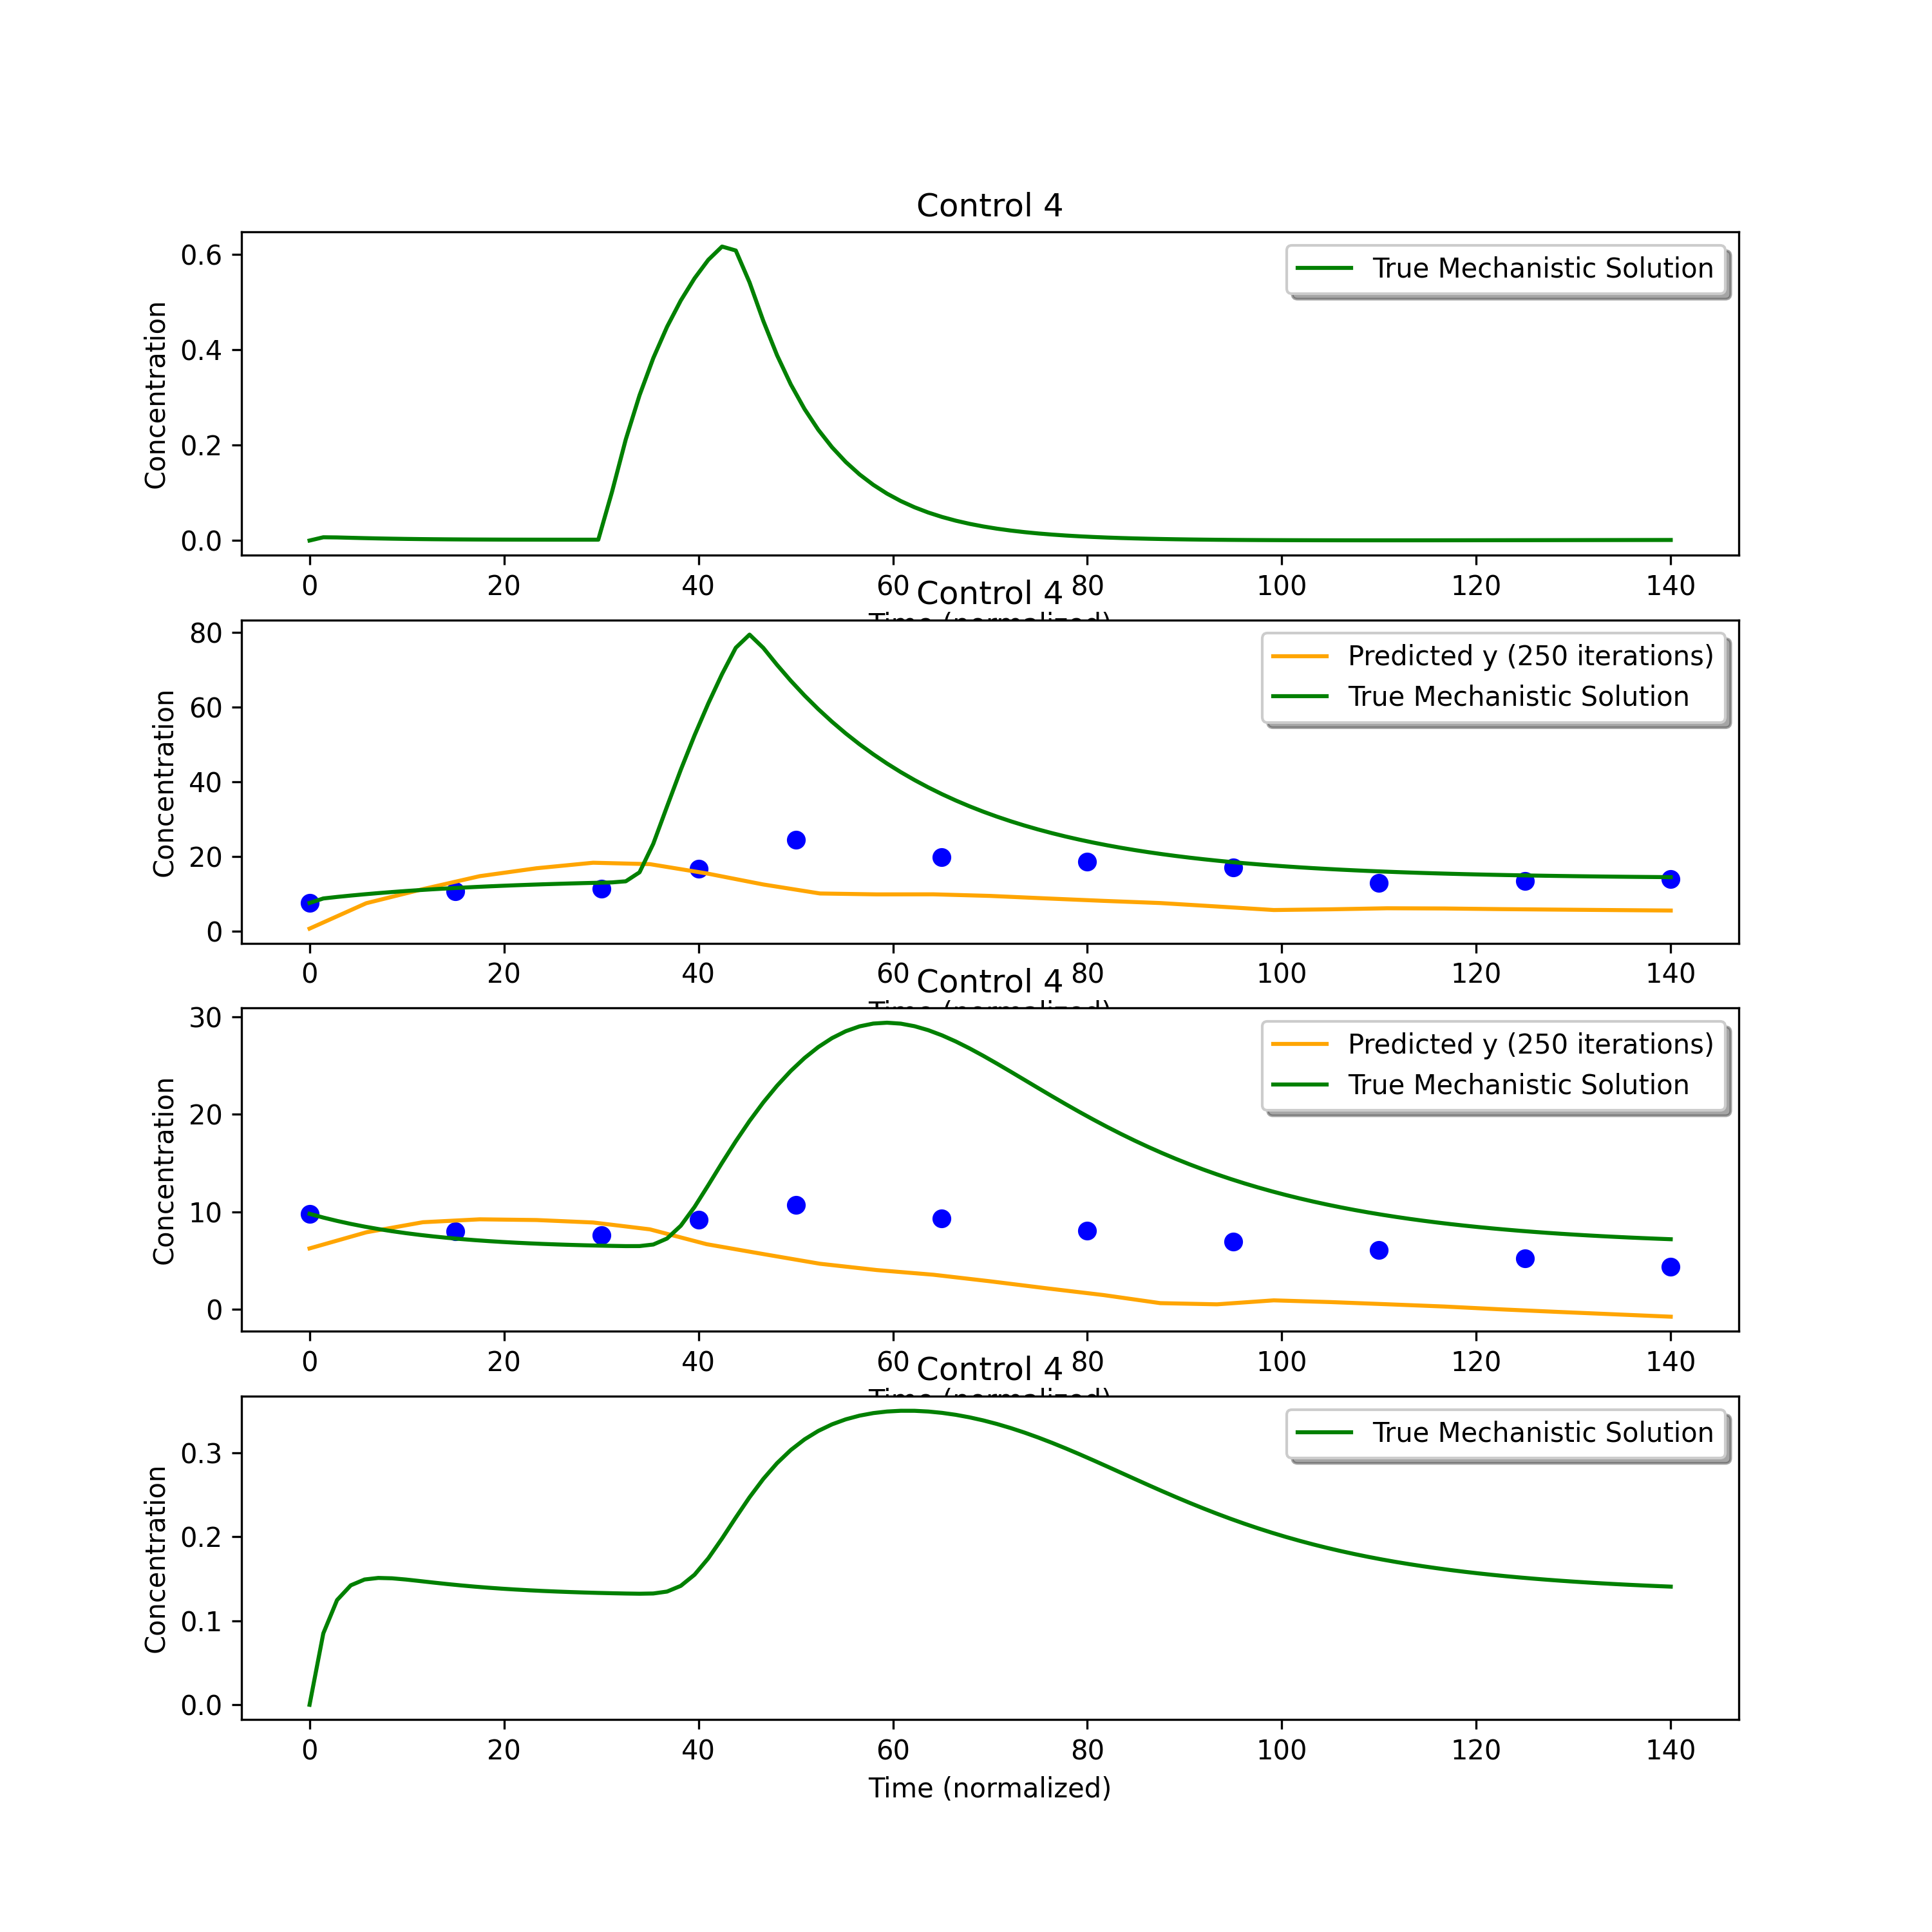 Control 4
True Mechanistic Solution
Concentration
0.6
0.4
0.2
0.0
0 20 40 60 80 100 120 140
Control 4
Predicted y (250 iterations)
True Mechanistic Solution
Concentration
80
60
40
20
0
0 20 40 60 80 100 120 140
Control 4
Predicted y (250 iterations)
True Mechanistic Solution
Concentration
30
20
10
0
0 20 40 60 80 100 120 140
Control 4
True Mechanistic Solution
Concentration
0.3
0.2
0.1
0.0
0 20 40 60 80 100 120 140
Time (normalized)